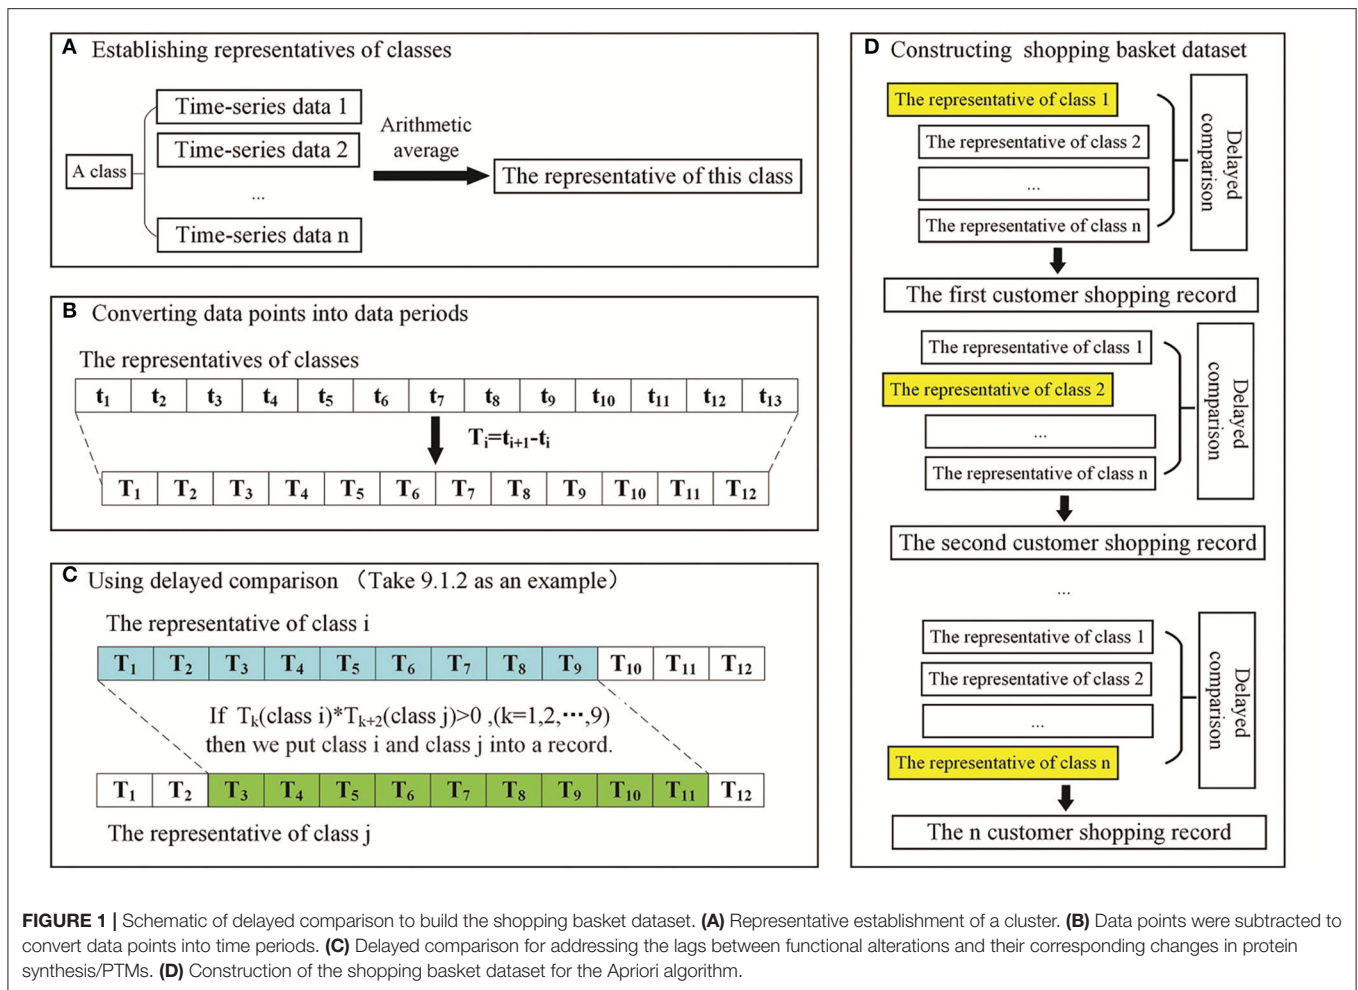 A Establishing representatives of classes
A class
Time-series data 1
Time-series data 2
...
Time-series data n
Arithmetic
average
The representative of this class
B Converting data points into data periods
The representatives of classes
t1 t2 t3 t4 t5 t6 t7 t8 t9 t10 t11 t12 t13
Ti=ti+1-ti
T1 T2 T3 T4 T5 T6 T7 T8 T9 T10 T11 T12
C Using delayed comparison （Take 9.1.2 as an example）
The representative of class i
T1 T2 T3 T4 T5 T6 T7 T8 T9 T10 T11 T12
If Tk(class i)*Tk+2(class j)>0 ,(k=1,2,⋯,9)
then we put class i and class j into a record.
T1 T2 T3 T4 T5 T6 T7 T8 T9 T10 T11 T12
The representative of class j
D Constructing shopping basket dataset
The representative of class 1
The representative of class 2
...
The representative of class n
Delayed
comparison
The first customer shopping record
The representative of class 1
The representative of class 2
...
The representative of class n
Delayed
comparison
The second customer shopping record
...
The representative of class 1
The representative of class 2
...
The representative of class n
Delayed
comparison
The n customer shopping record
FIGURE 1 | Schematic of delayed comparison to build the shopping basket dataset. (A) Representative establishment of a cluster. (B) Data points were subtracted to
convert data points into time periods. (C) Delayed comparison for addressing the lags between functional alterations and their corresponding changes in protein
synthesis/PTMs. (D) Construction of the shopping basket dataset for the Apriori algorithm.